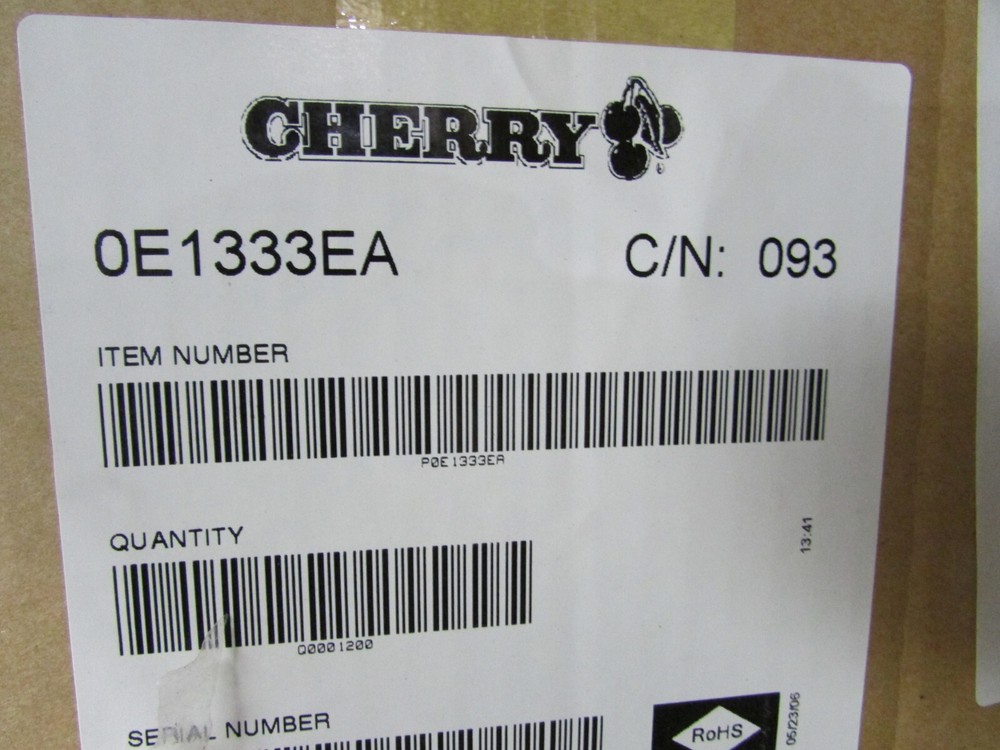 CHERRY
0E1333EA C/N: 093
ITEM NUMBER
P0E1333EA
QUANTITY
13:41
Q0001200
SERIAL NUMBER
RoHS
05/23/06